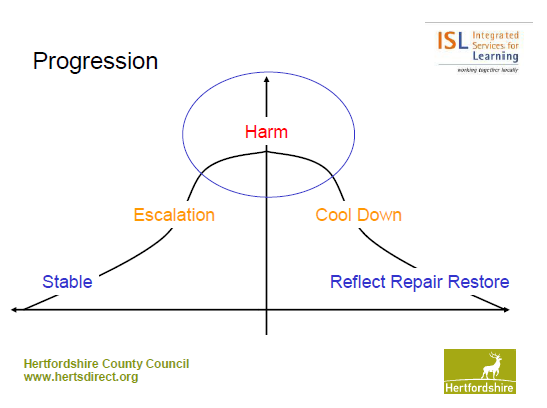 Progression
ISL Integrated
Services for
Learning
working together locally
Harm
Escalation
Cool Down
Stable
Reflect Repair Restore
Hertfordshire County Council
www.hertsdirect.org
Hertfordshire